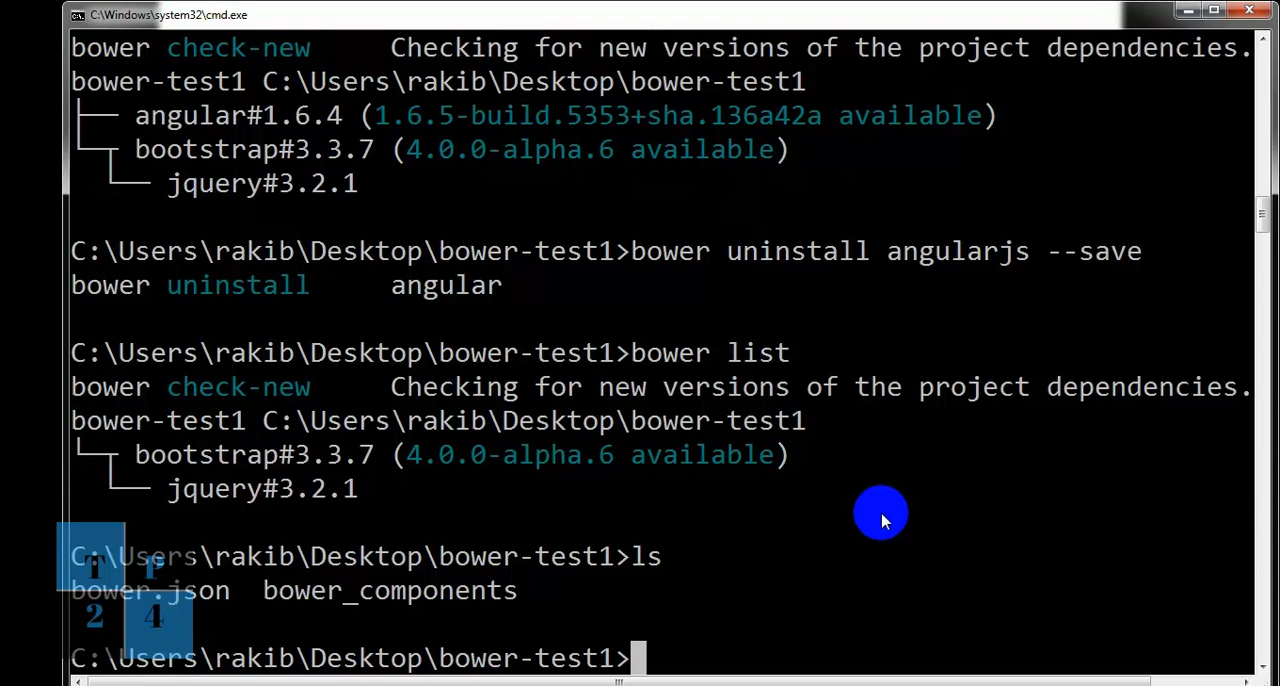 C:\Windows\system32\cmd.exe
bower check-new     Checking for new versions of the project dependencies.
bower-test1 C:\Users\rakib\Desktop\bower-test1
├── angular#1.6.4 (1.6.5-build.5353+sha.136a42a available)
└─┬ bootstrap#3.3.7 (4.0.0-alpha.6 available)
  └── jquery#3.2.1
C:\Users\rakib\Desktop\bower-test1>bower uninstall angularjs --save
bower uninstall     angular
C:\Users\rakib\Desktop\bower-test1>bower list
bower check-new     Checking for new versions of the project dependencies.
bower-test1 C:\Users\rakib\Desktop\bower-test1
└─┬ bootstrap#3.3.7 (4.0.0-alpha.6 available)
  └── jquery#3.2.1
C:\Users\rakib\Desktop\bower-test1>ls
bower.json  bower_components
C:\Users\rakib\Desktop\bower-test1>
T P
2 4